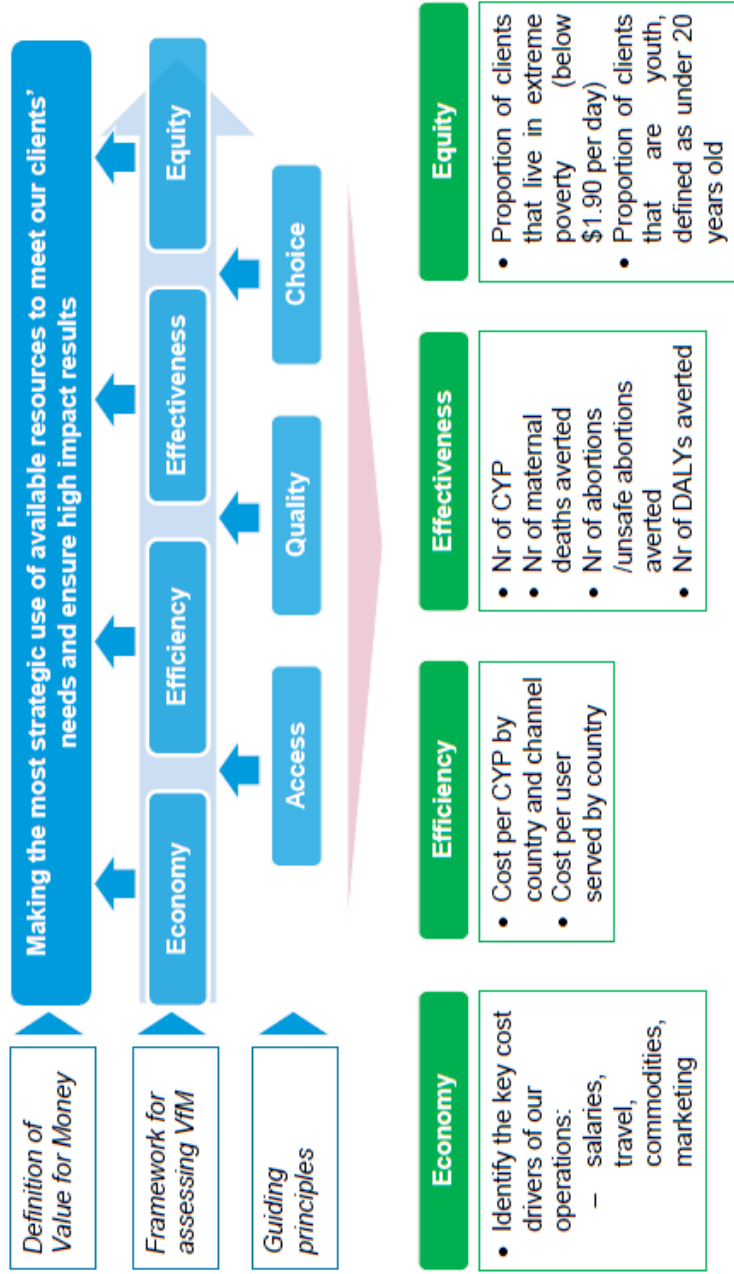 Definition of
Value for Money
Making the most strategic use of available resources to meet our clients'
needs and ensure high impact results
Framework for
assessing VfM
Economy
Efficiency
Effectiveness
Equity
Guiding
principles
Access
Quality
Choice
Economy
• Identify the key cost
drivers of our
operations:
– salaries,
travel,
commodities,
marketing
Efficiency
• Cost per CYP by
country and channel
• Cost per user
served by country
Effectiveness
• Nr of CYP
• Nr of maternal
deaths averted
• Nr of abortions
/unsafe abortions
averted
• Nr of DALYs averted
Equity
• Proportion of clients
that live in extreme
poverty (below
$1.90 per day)
• Proportion of clients
that are youth,
defined as under 20
years old